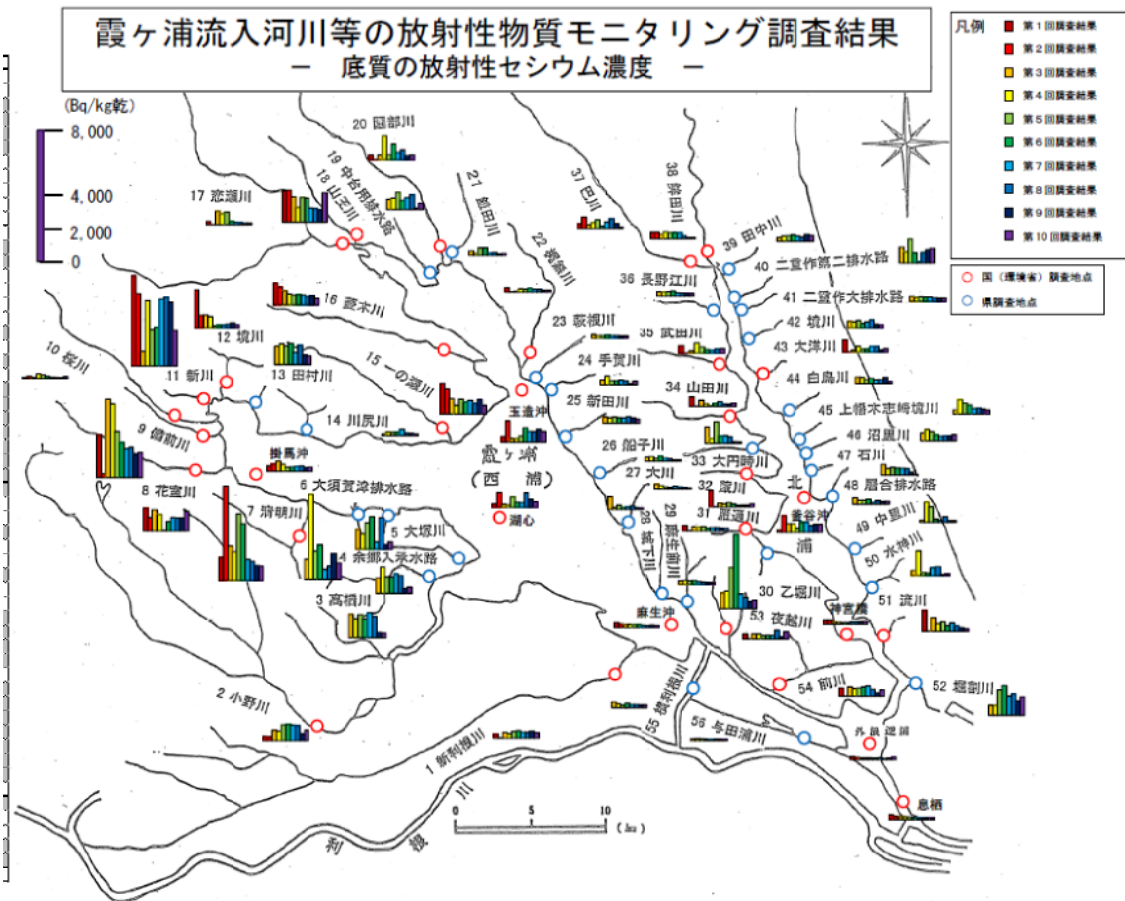 霞ヶ浦流入河川等の放射性物質モニタリング調査結果
－ 底質の放射性セシウム濃度 －
凡例
第1回調査結果
第2回調査結果
第3回調査結果
第4回調査結果
第5回調査結果
第6回調査結果
第7回調査結果
第8回調査結果
第9回調査結果
第10回調査結果
国（環境省）調査地点
県調査地点
(Bq/kg乾)
8,000
4,000
2,000
0
20 園部川
19 中台用排水路
18 山王川
17 恋瀬川
21 鎌田川
22 梶無川
16 菱木川
15 一の瀬川
12 境川
13 田村川
14 川尻川
11 新川
10 桜川
9 備前川
8 花室川
7 清明川
6 大須賀津排水路
5 大塚川
4 余郷入承水路
3 高橋川
2 小野川
1 新利根川
掛馬沖
玉造沖
霞ヶ浦
(西浦)
湖心
麻生沖
23 萩根川
24 手賀川
25 新田川
26 船子川
27 大川
28 城下川
29 麻生前川
30 乙堀川
31 雁通川
32 蔵川
33 大円寺川
34 山田川
35 武田川
36 長野江川
37 巴川
38 鉾田川
39 田中川
40 二重作第二排水路
41 二重作大排水路
42 境川
43 大洋川
44 白鳥川
45 上幡木志崎境川
46 沼里川
47 石川
48 居合排水路
49 中里川
50 水神川
51 流川
52 堀割川
53 夜越川
54 前川
55 横利根川
56 与田浦川
北
浦
釜谷沖
神宮橋
外浪逆浦
息栖
利
根
川
0
5
10
(km)